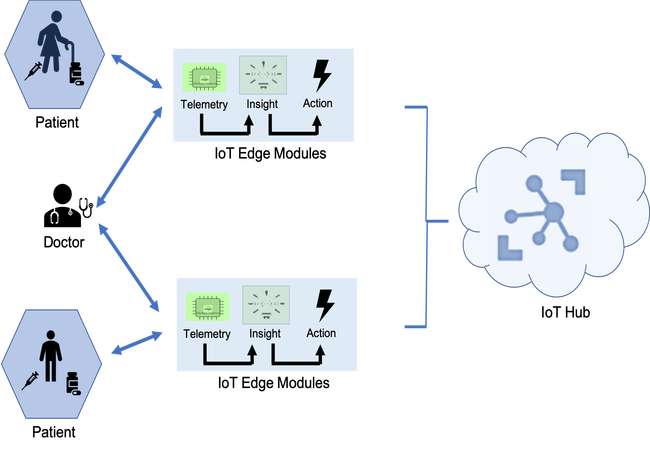 Patient
Telemetry
Insight
Action
IoT Edge Modules
Doctor
IoT Hub
Telemetry
Insight
Action
IoT Edge Modules
Patient